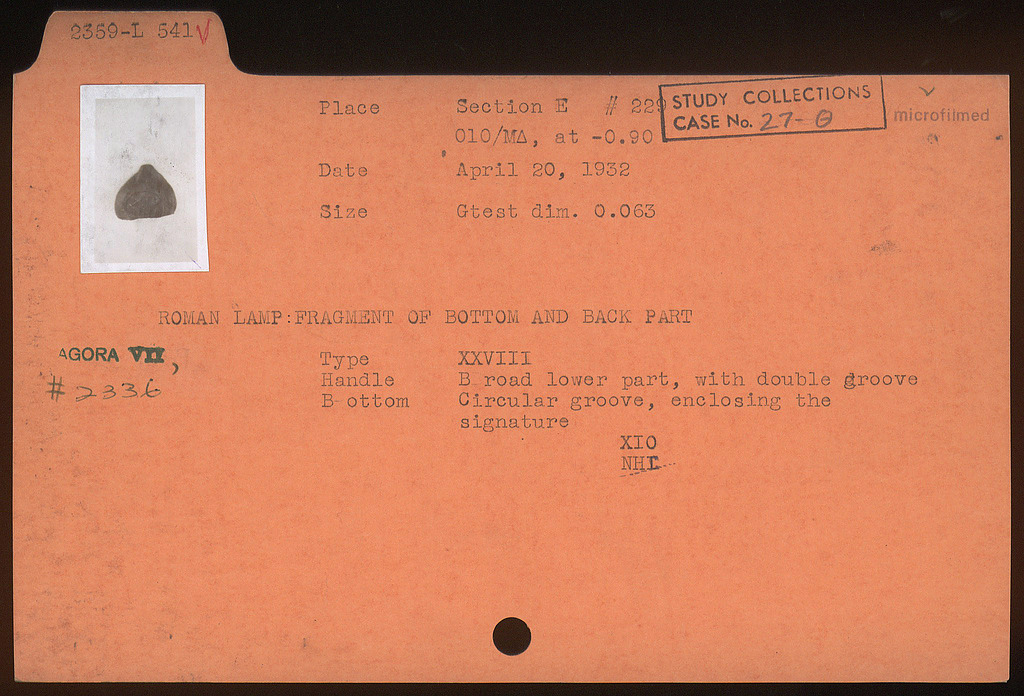 2359-L 541 V
Place Section E # 229
STUDY COLLECTIONS
CASE No. 27-Θ
microfilmed
010/ΜΔ, at -0.90
Date April 20, 1932
Size Gtest dim. 0.063
ROMAN LAMP:FRAGMENT OF BOTTOM AND BACK PART
AGORA VII,
# 2336
Type XXVIII
Handle B road lower part, with double groove
B-ottom Circular groove, enclosing the
signature
ΧΙΟ
ΝΗΣ